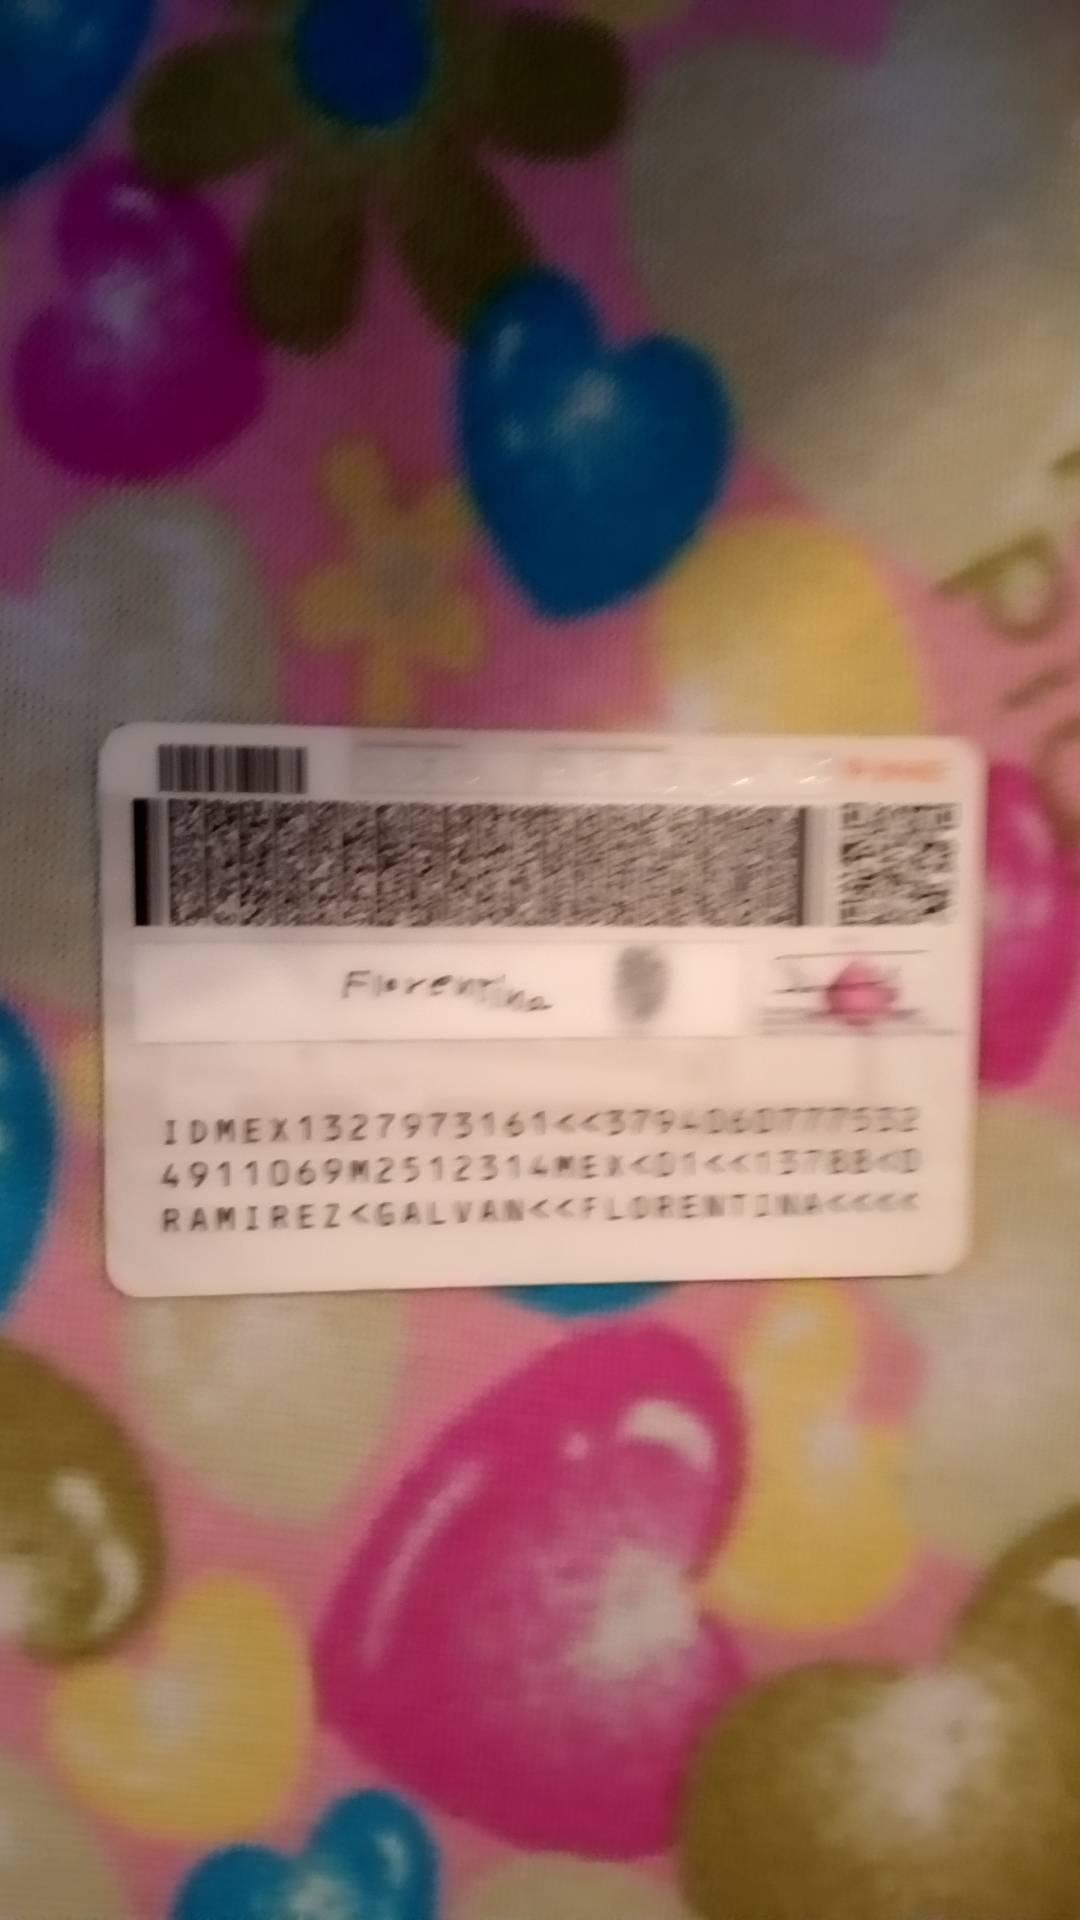 Florentina
IDMEX1327973161<<3794060777532
4911069M2512314MEX<01<<13788<0
RAMIREZ<GALVAN<<FLORENTINA<<<<